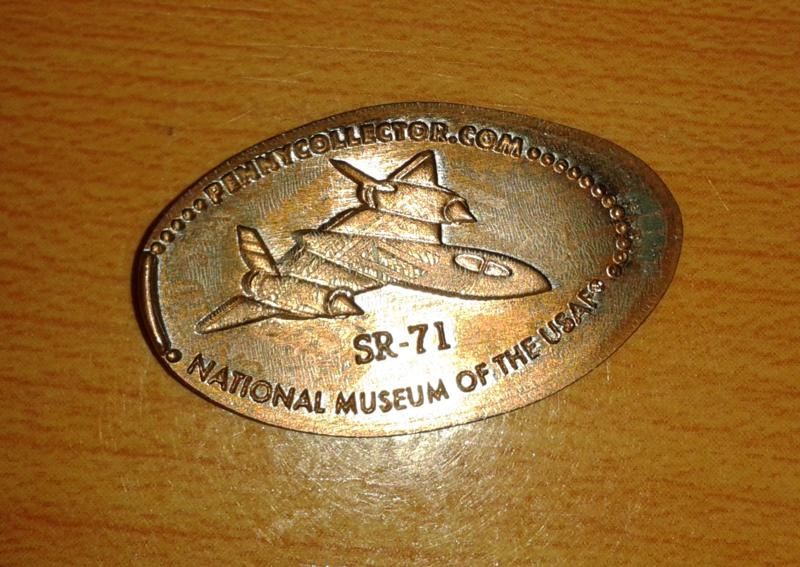 PENNYCOLLECTOR.COM
SR-71
NATIONAL MUSEUM OF THE USAF®